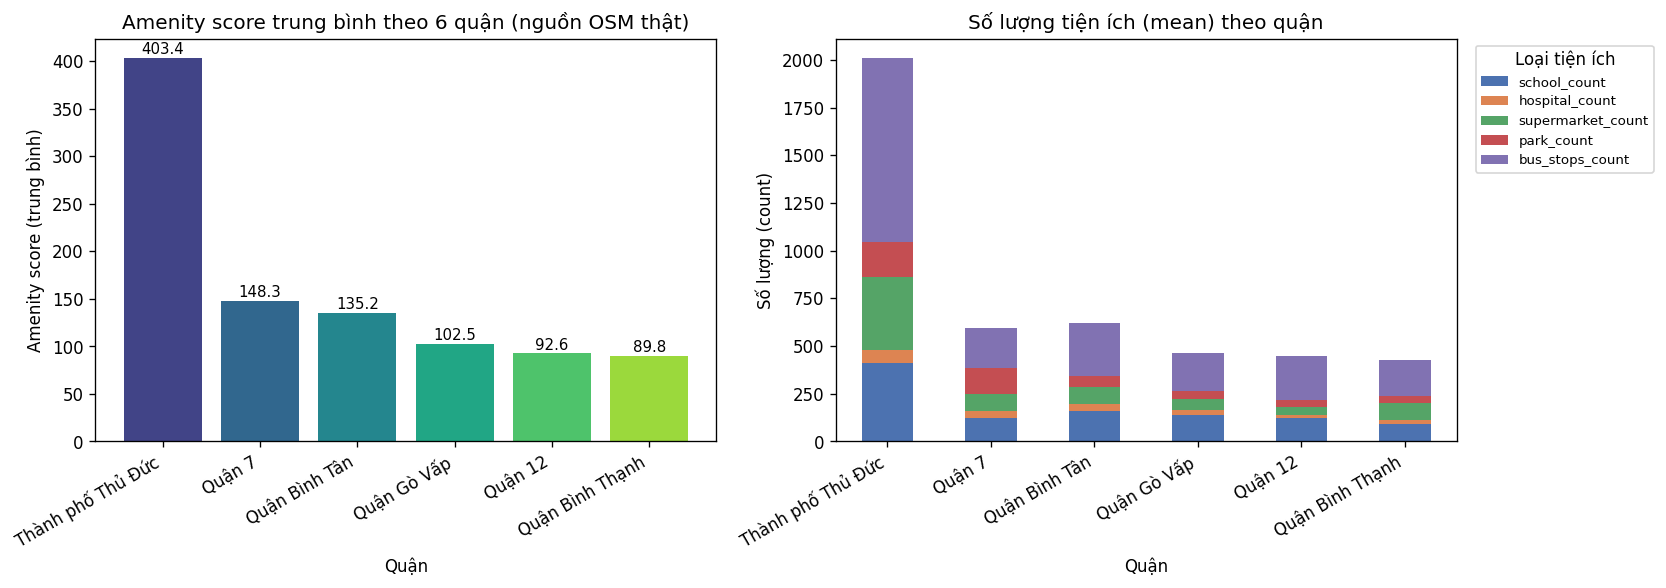 Amenity score trung bình theo 6 quận (nguồn OSM thật)
Amenity score (trung bình)
400
350
300
250
200
150
100
50
0
403.4
148.3
135.2
102.5
92.6
89.8
Thành phố Thủ Đức
Quận 7
Quận Bình Tân
Quận Gò Vấp
Quận 12
Quận Bình Thạnh
Quận
Số lượng tiện ích (mean) theo quận
Số lượng (count)
2000
1750
1500
1250
1000
750
500
250
0
Thành phố Thủ Đức
Quận 7
Quận Bình Tân
Quận Gò Vấp
Quận 12
Quận Bình Thạnh
Quận
Loại tiện ích
school_count
hospital_count
supermarket_count
park_count
bus_stops_count